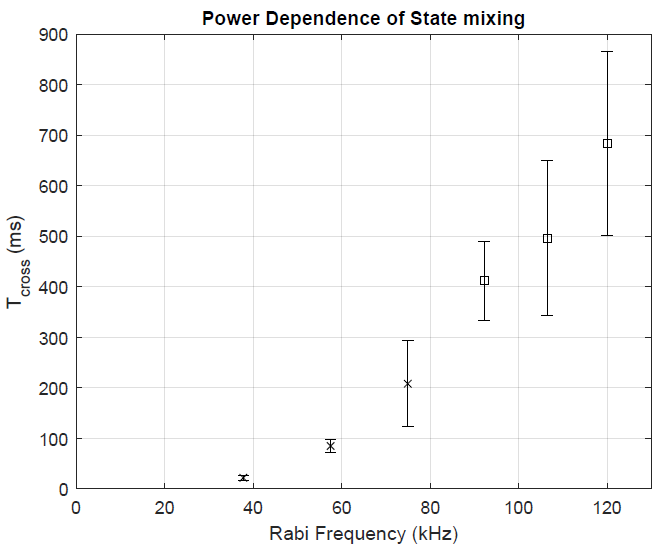 Power Dependence of State mixing
900
800
700
600
500
400
300
200
100
0
T_cross (ms)
0 20 40 60 80 100 120
Rabi Frequency (kHz)